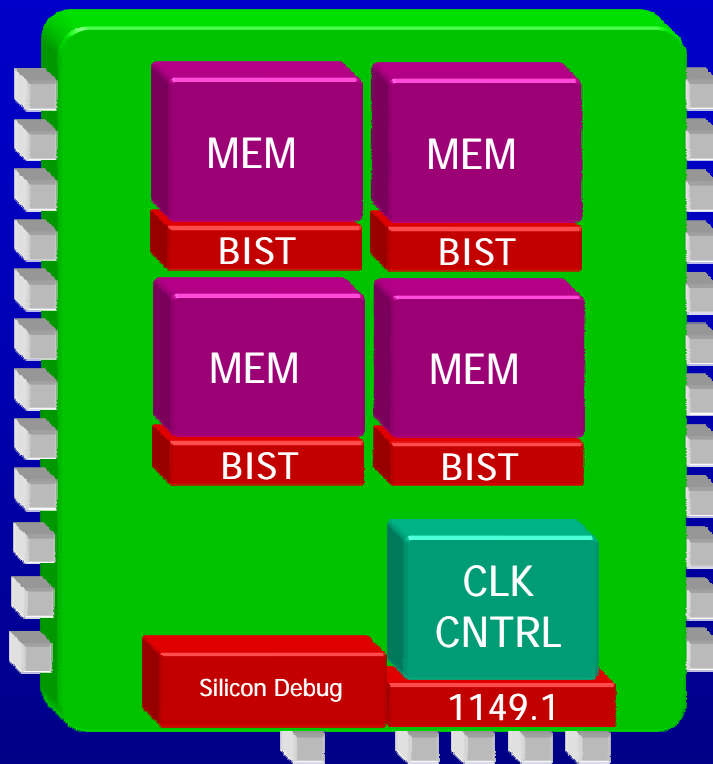 MEM
MEM
BIST
BIST
MEM
MEM
BIST
BIST
CLK
CNTRL
Silicon Debug
1149.1